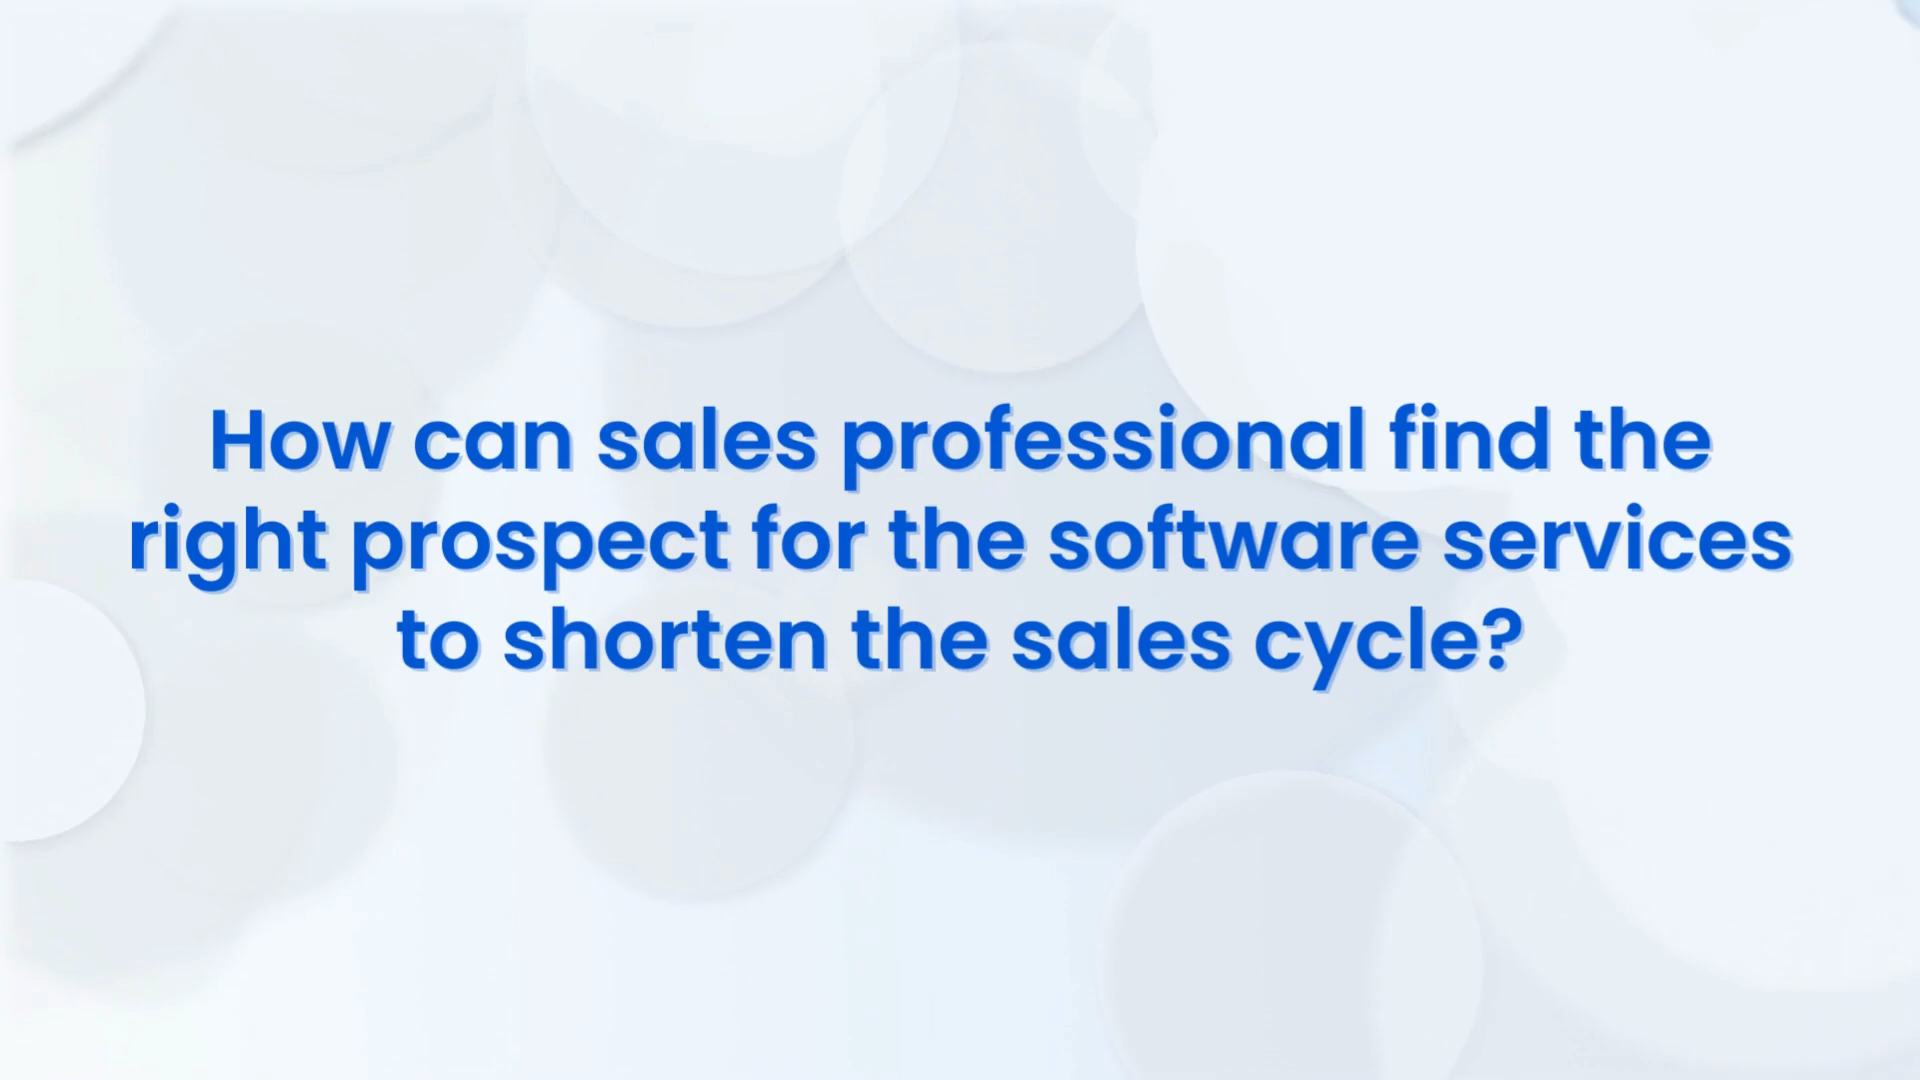 How can sales professional find the
right prospect for the software services
to shorten the sales cycle?